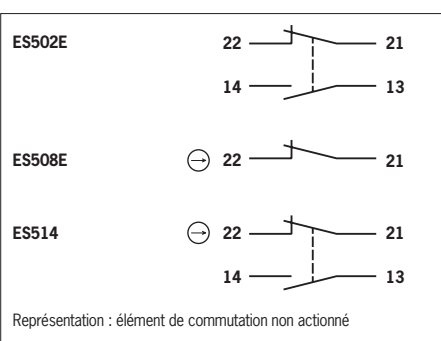 ES502E 22 21
14 13
ES508E 22 21
ES514 22 21
14 13
Représentation : élément de commutation non actionné